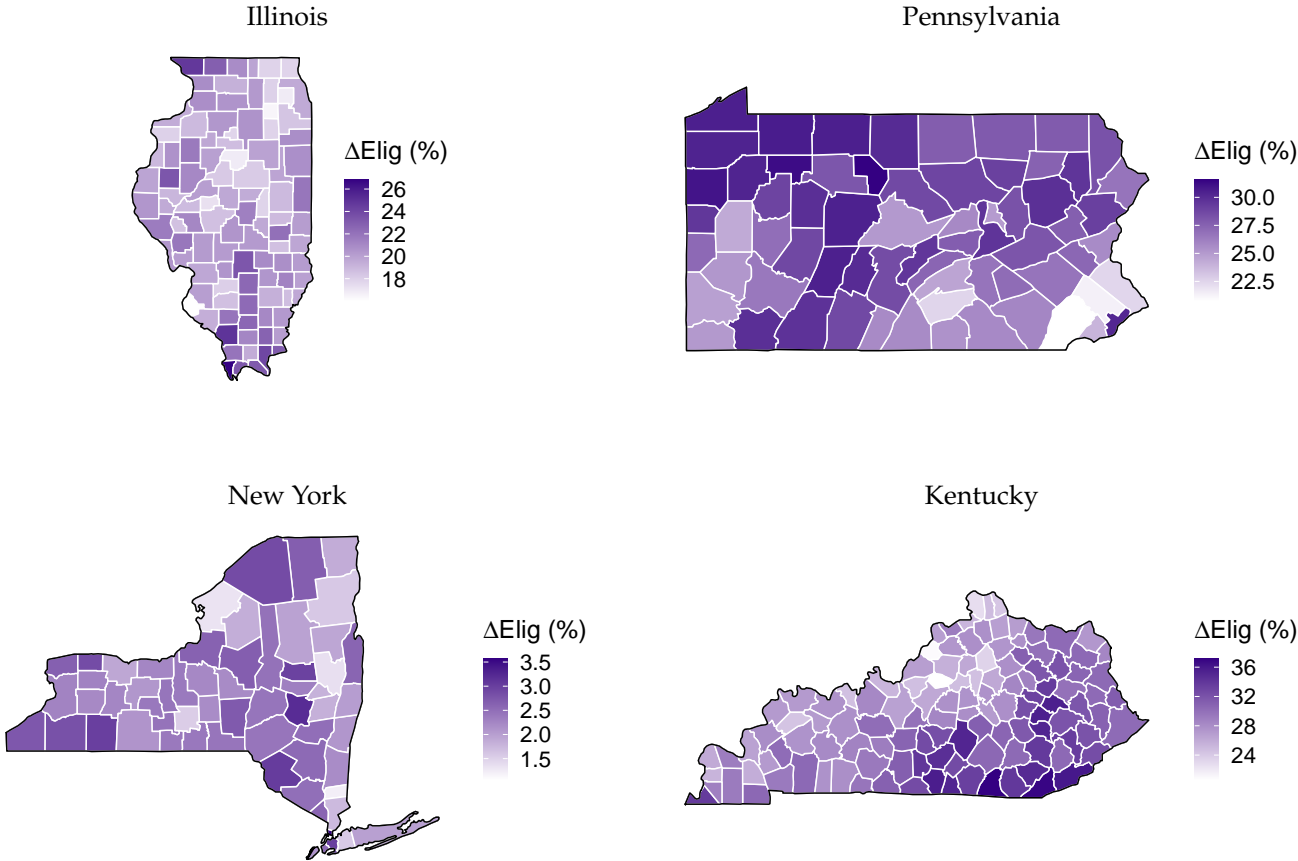 Illinois
Pennsylvania
ΔElig (%)
26
24
22
20
18
ΔElig (%)
30.0
27.5
25.0
22.5
New York
Kentucky
ΔElig (%)
3.5
3.0
2.5
2.0
1.5
ΔElig (%)
36
32
28
24